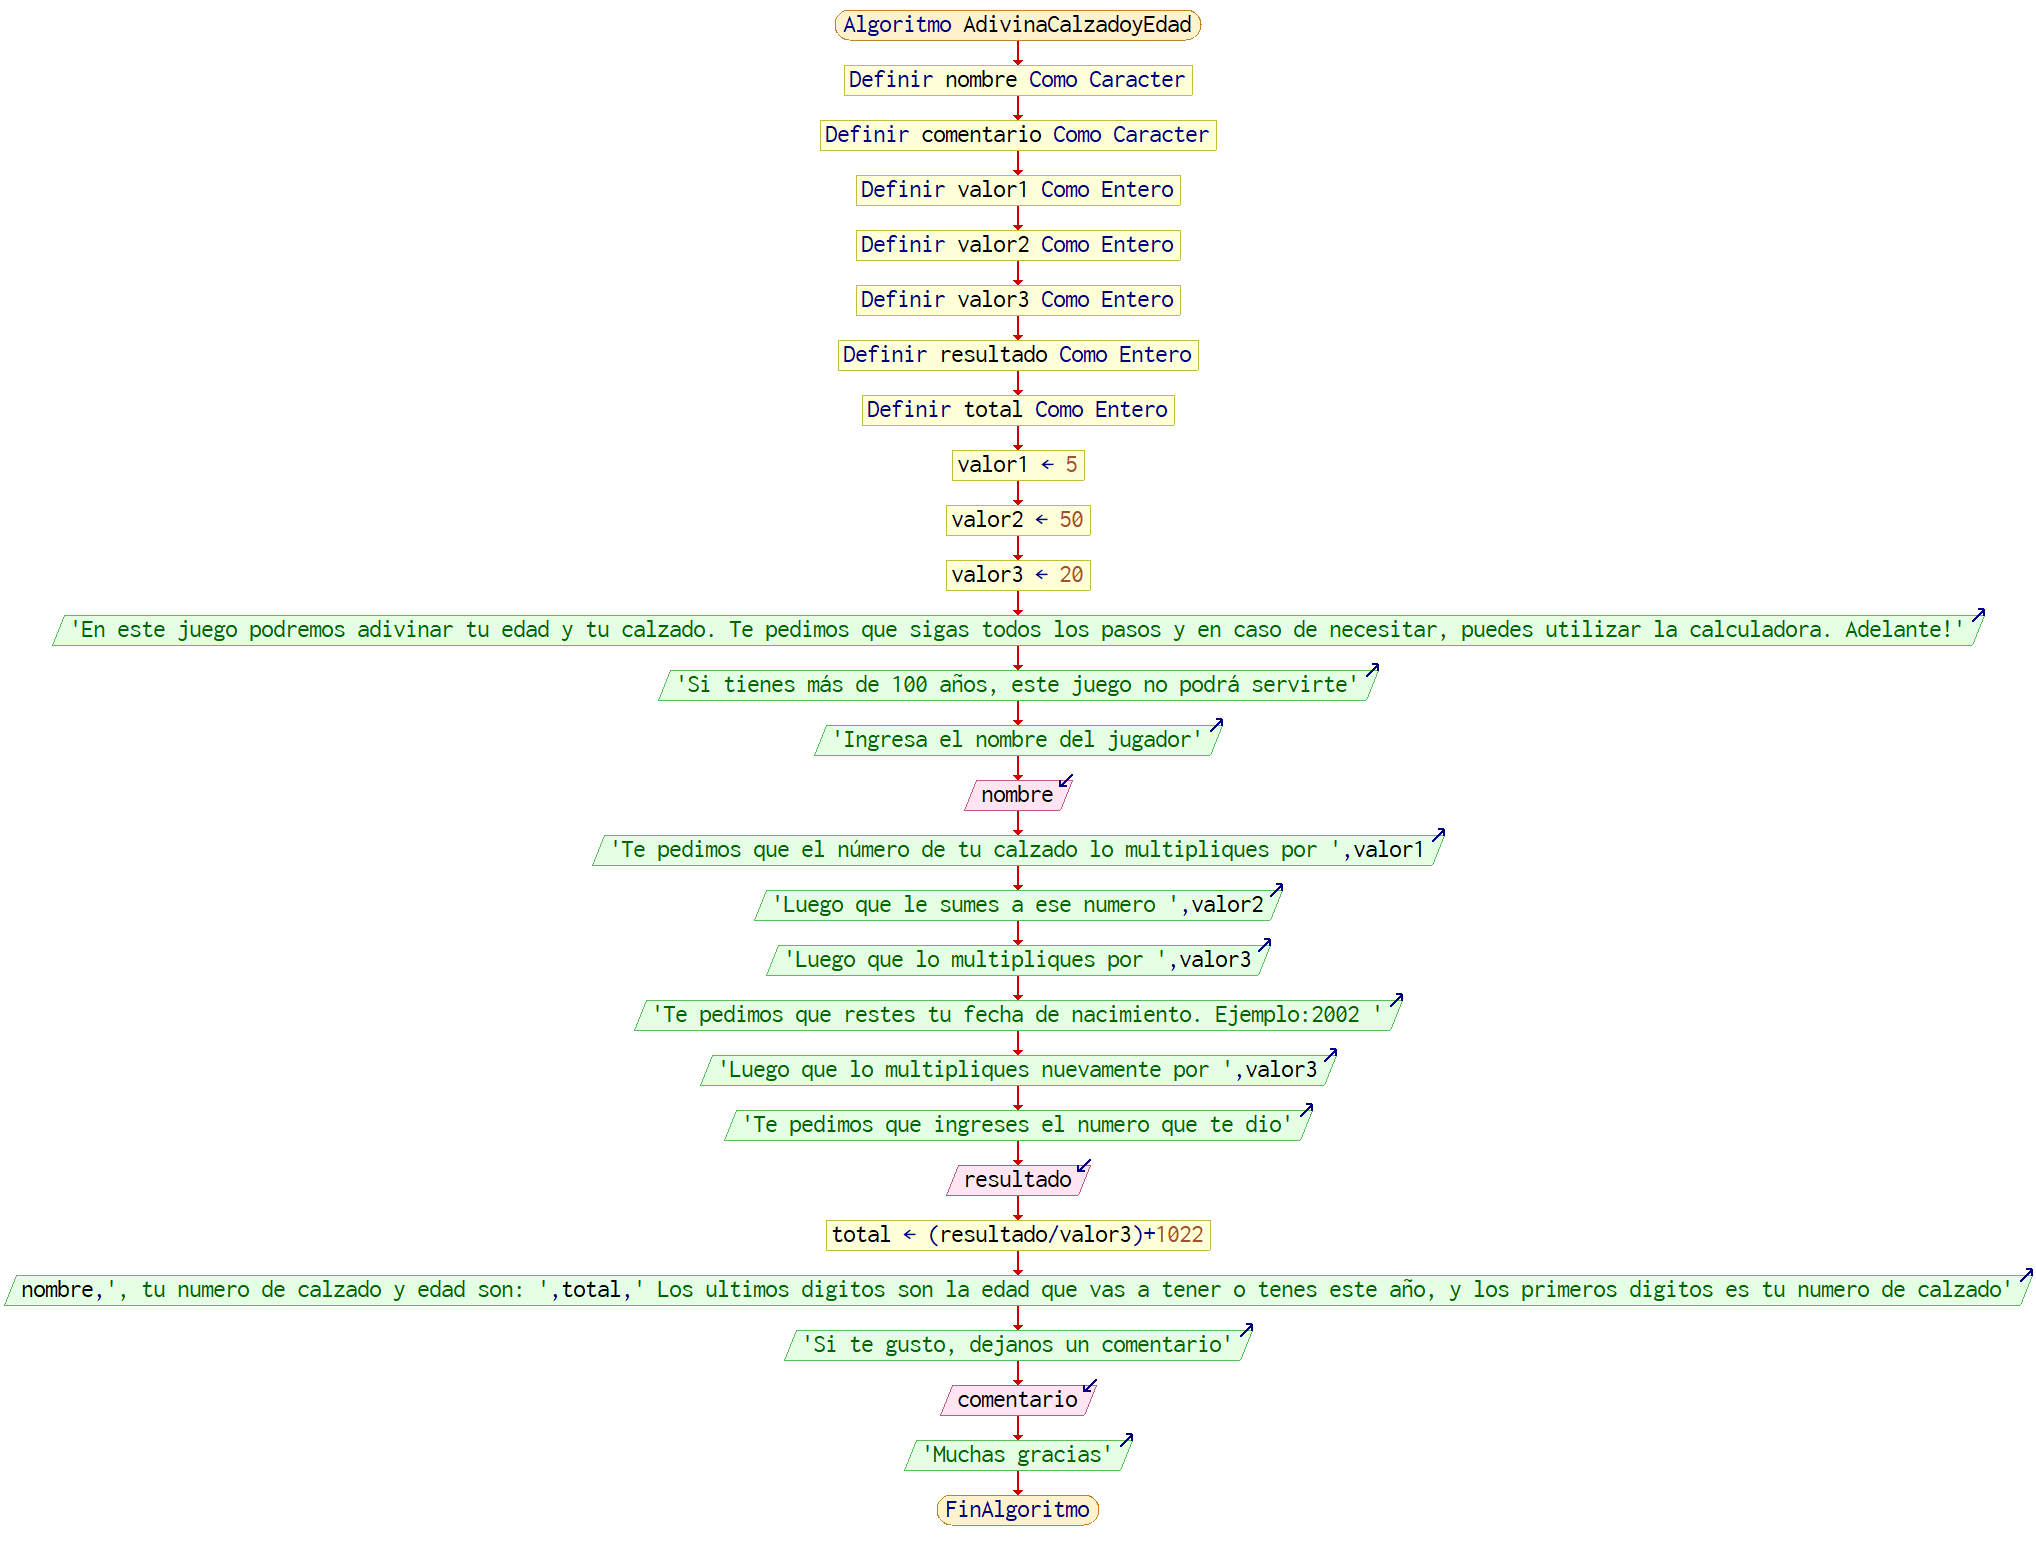 Algoritmo AdivinaCalzadoyEdad
Definir nombre Como Caracter
Definir comentario Como Caracter
Definir valor1 Como Entero
Definir valor2 Como Entero
Definir valor3 Como Entero
Definir resultado Como Entero
Definir total Como Entero
valor1 ← 5
valor2 ← 50
valor3 ← 20
'En este juego podremos adivinar tu edad y tu calzado. Te pedimos que sigas todos los pasos y en caso de necesitar, puedes utilizar la calculadora. Adelante!'
'Si tienes más de 100 años, este juego no podrá servirte'
'Ingresa el nombre del jugador'
nombre
'Te pedimos que el número de tu calzado lo multipliques por ',valor1
'Luego que le sumes a ese numero ',valor2
'Luego que lo multipliques por ',valor3
'Te pedimos que restes tu fecha de nacimiento. Ejemplo:2002 '
'Luego que lo multipliques nuevamente por ',valor3
'Te pedimos que ingreses el numero que te dio'
resultado
total ← (resultado/valor3)+1022
nombre,', tu numero de calzado y edad son: ',total,' Los ultimos digitos son la edad que vas a tener o tenes este año, y los primeros digitos es tu numero de calzado'
'Si te gusto, dejanos un comentario'
comentario
'Muchas gracias'
FinAlgoritmo